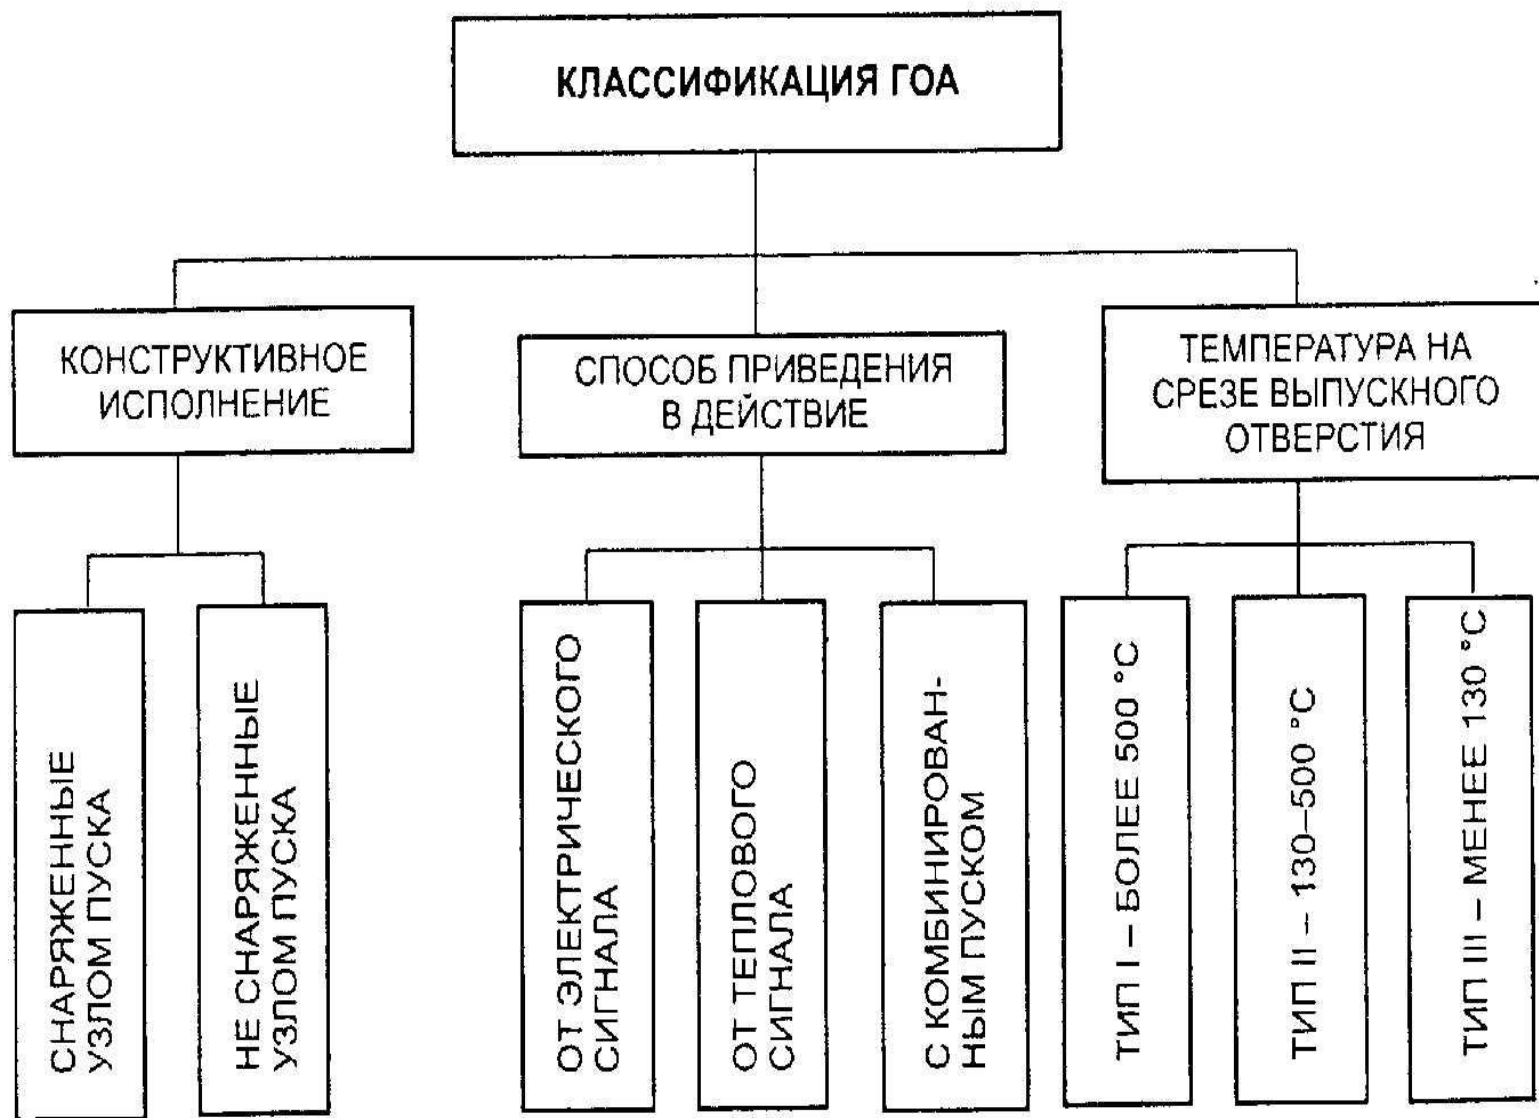 КЛАССИФИКАЦИЯ ГОА
КОНСТРУКТИВНОЕ
ИСПОЛНЕНИЕ
СПОСОБ ПРИВЕДЕНИЯ
В ДЕЙСТВИЕ
ТЕМПЕРАТУРА НА
СРЕЗЕ ВЫПУСКНОГО
ОТВЕРСТИЯ
СНАРЯЖЕННЫЕ
УЗЛОМ ПУСКА
НЕ СНАРЯЖЕННЫЕ
УЗЛОМ ПУСКА
ОТ ЭЛЕКТРИЧЕСКОГО
СИГНАЛА
ОТ ТЕПЛОВОГО
СИГНАЛА
С КОМБИНИРОВАН-
НЫМ ПУСКОМ
ТИП I – БОЛЕЕ 500 °С
ТИП II – 130–500 °С
ТИП III – МЕНЕЕ 130 °С